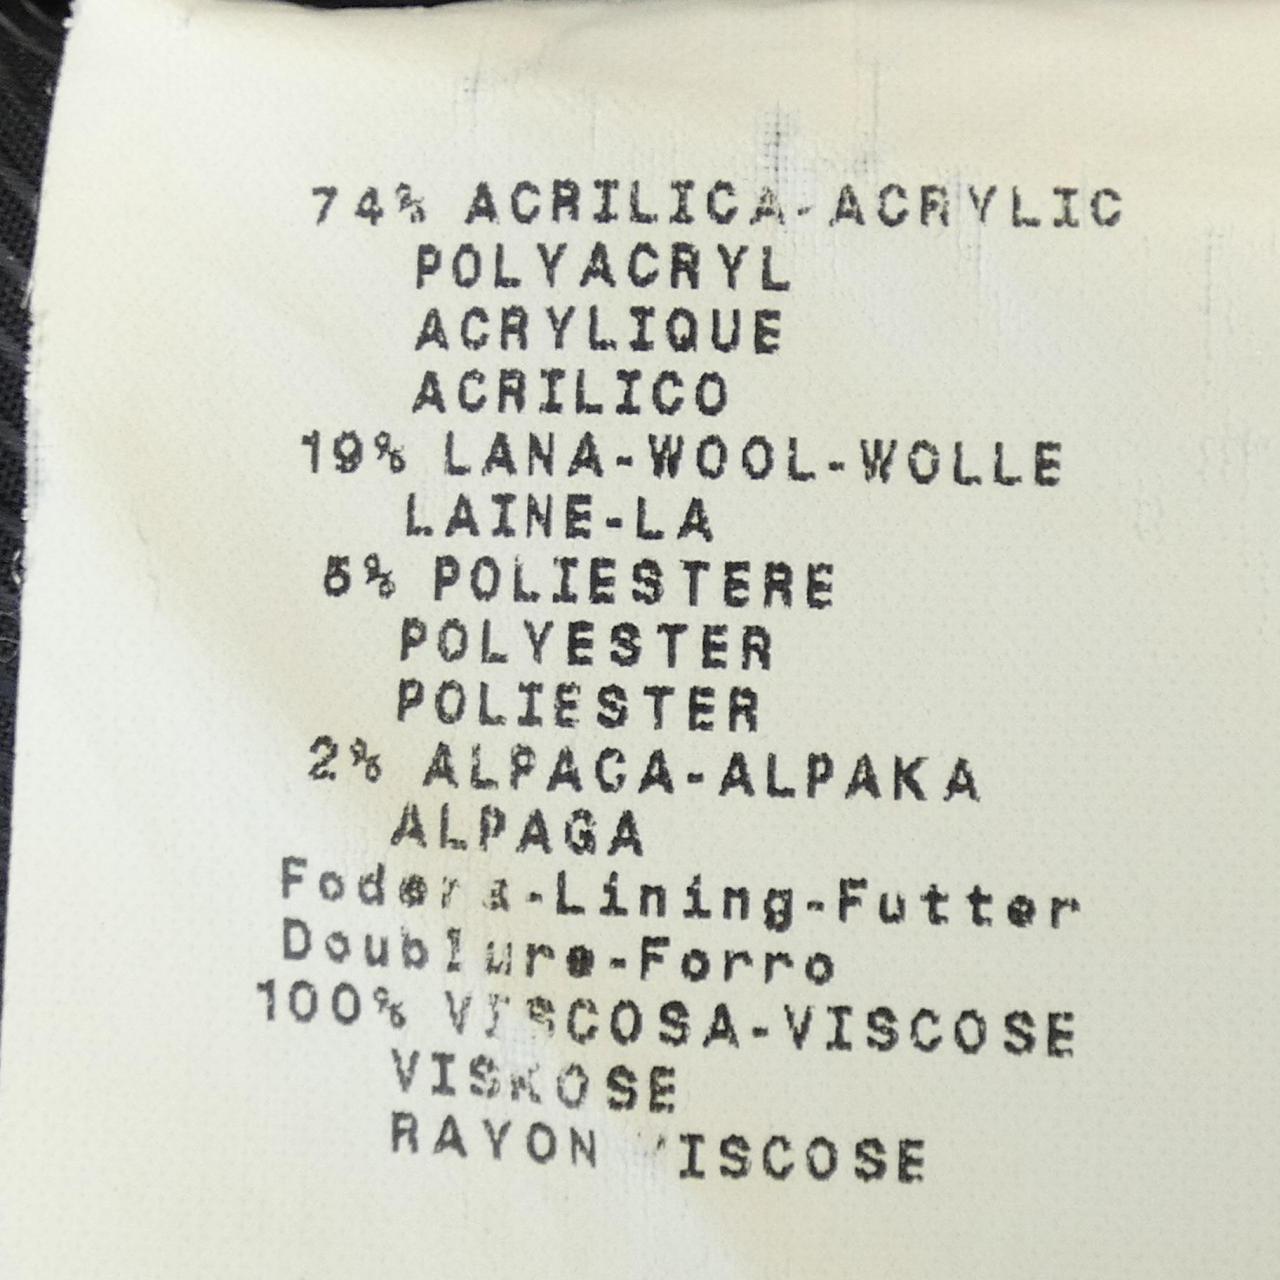 74% ACRILICA-ACRYLIC
POLYACRYL
ACRYLIQUE
ACRILICO
19% LANA-WOOL-WOLLE
LAINE-LA
5% POLIESTERE
POLYESTER
POLIESTER
2% ALPACA-ALPAKA
ALPAGA
Fodera-Lining-Futter
Doublure-Forro
100% VISCOSA-VISCOSE
VISKOSE
RAYON VISCOSE